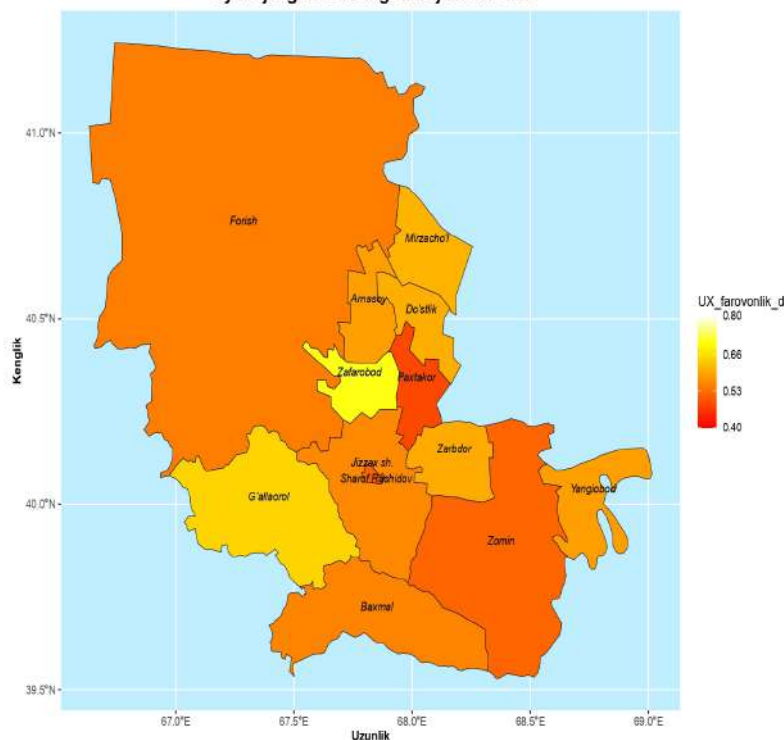 41.0°N
Forish
Mirzacho'l
UX_farovonlik_d
40.5°N
Arnasoy
Do'stlik
0.80
Zafarobod
Paxtakor
0.66
Kenglik
0.53
0.40
Zarbdor
Jizzax sh.
Sharof Rashidov
G'allaorol
Yangiobod
40.0°N
Zomin
Baxmal
39.5°N
67.0°E
67.5°E
68.0°E
68.5°E
69.0°E
Uzunlik